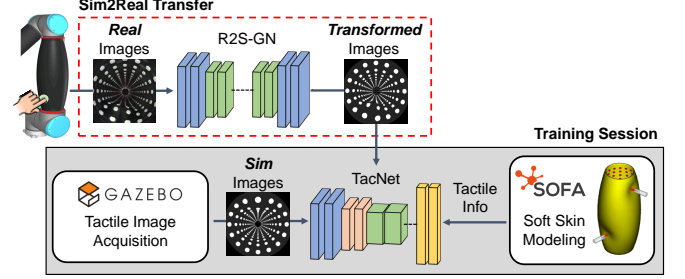 Sim2Real Transfer
Real
Images
R2S-GN
Transformed
Images
Training Session
GAZEBO
Tactile Image
Acquisition
Sim
Images
TacNet
Tactile
Info
SOFA
Soft Skin
Modeling